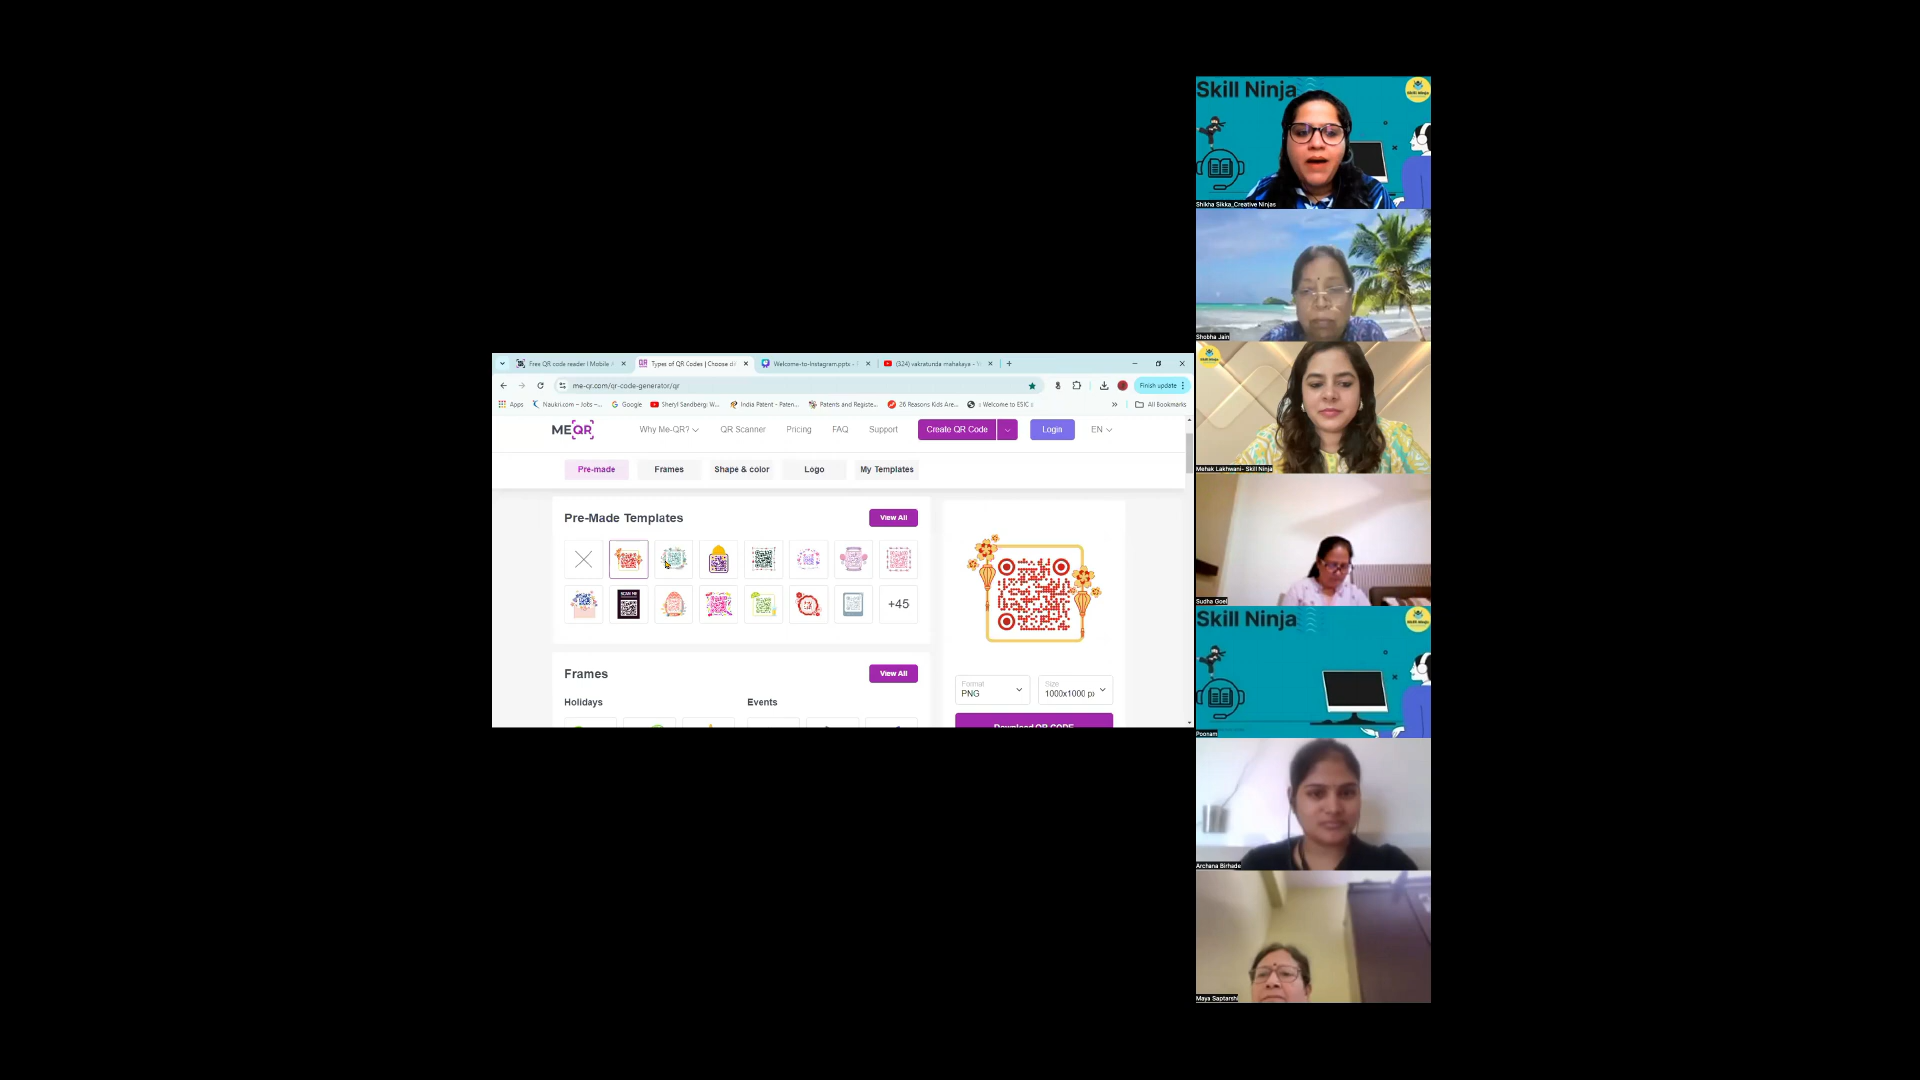 Free QR code reader | Mobile
Types of QR Codes | Choose di
Welcome-to-Instagram.pptx -
(324) vakratunda mahakaya -
me-qr.com/qr-code-generator/qr
Finish update
Apps
Naukri.com – Jobs –...
Google
Sheryl Sandberg: W...
India Patent - Paten...
Patents and Registe...
26 Reasons Kids Are...
:: Welcome to ESIC ::
All Bookmarks
MEQR
Why Me-QR?
QR Scanner
Pricing
FAQ
Support
Create QR Code
Login
EN
Pre-made
Frames
Shape & color
Logo
My Templates
Pre-Made Templates
View All
SCAN ME
+45
Frames
View All
Holidays
Events
Format
PNG
Size
1000x1000 px
Download QR CODE
Skill Ninja
Shikha Sikka_Creative Ninjas
Shobha Jain
Mehak Lakhwani- Skill Ninja
Sudha Goel
Skill Ninja
Poonam
Archana Birhade
Maya Saptarshi